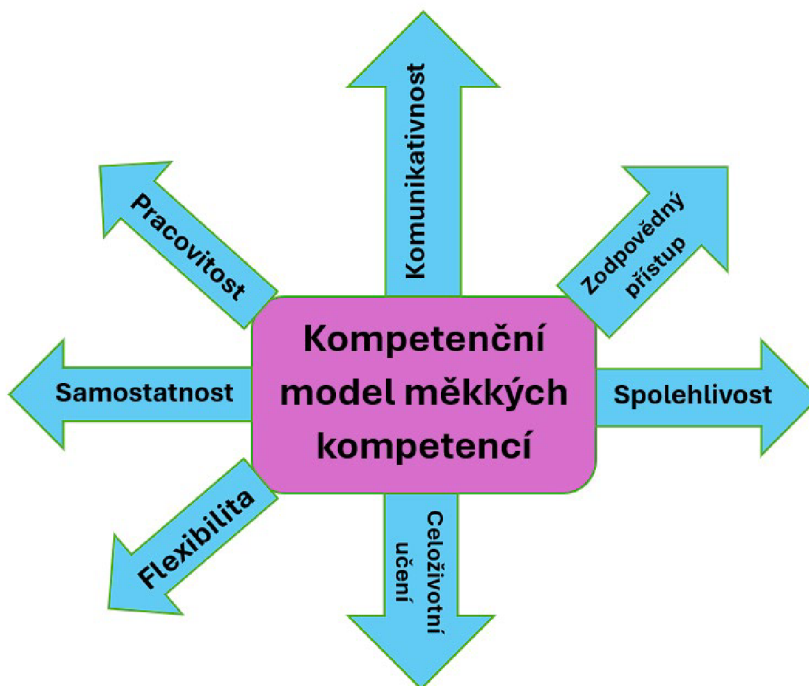 Komunikativnost
Pracovitost
Zodpovědný
přístup
Kompetenční
model měkkých
kompetencí
Samostatnost
Spolehlivost
Flexibilita
Celoživotní
učení